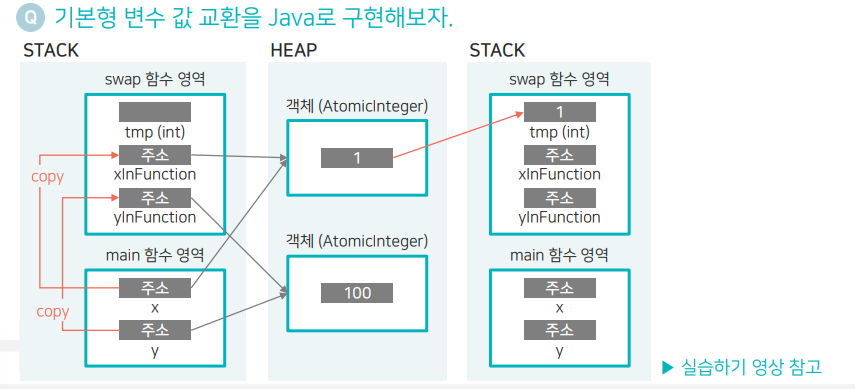 Q 기본형 변수 값 교환을 Java로 구현해보자.
STACK
swap 함수 영역
tmp (int)
주소
xInFunction
주소
yInFunction
copy
main 함수 영역
주소
x
copy
주소
y
HEAP
객체 (AtomicInteger)
1
객체 (AtomicInteger)
100
STACK
swap 함수 영역
1
tmp (int)
주소
xInFunction
주소
yInFunction
main 함수 영역
주소
x
주소
y
▶ 실습하기 영상 참고